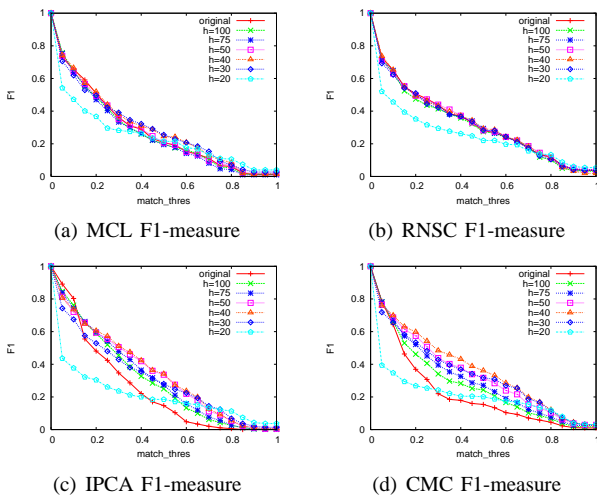 original
h=100
h=75
h=50
h=40
h=30
h=20
F1
1
0.8
0.6
0.4
0.2
0
0 0.2 0.4 0.6 0.8 1
match_thres
(a) MCL F1-measure
original
h=100
h=75
h=50
h=40
h=30
h=20
F1
1
0.8
0.6
0.4
0.2
0
0 0.2 0.4 0.6 0.8 1
match_thres
(b) RNSC F1-measure
original
h=100
h=75
h=50
h=40
h=30
h=20
F1
1
0.8
0.6
0.4
0.2
0
0 0.2 0.4 0.6 0.8 1
match_thres
(c) IPCA F1-measure
original
h=100
h=75
h=50
h=40
h=30
h=20
F1
1
0.8
0.6
0.4
0.2
0
0 0.2 0.4 0.6 0.8 1
match_thres
(d) CMC F1-measure